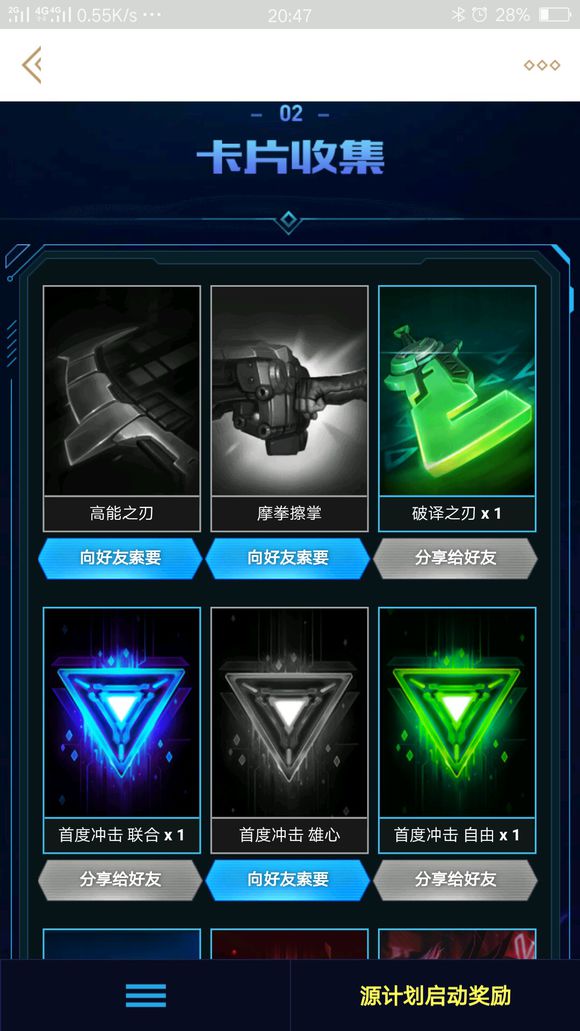 2G 4G 4G 0.55K/s ··· 20:47 28%
02
卡片收集
高能之刃 摩拳擦掌 破译之刃 x 1
向好友索要 向好友索要 分享给好友
首度冲击 联合 x 1 首度冲击 雄心 首度冲击 自由 x 1
分享给好友 向好友索要 分享给好友
源计划启动奖励